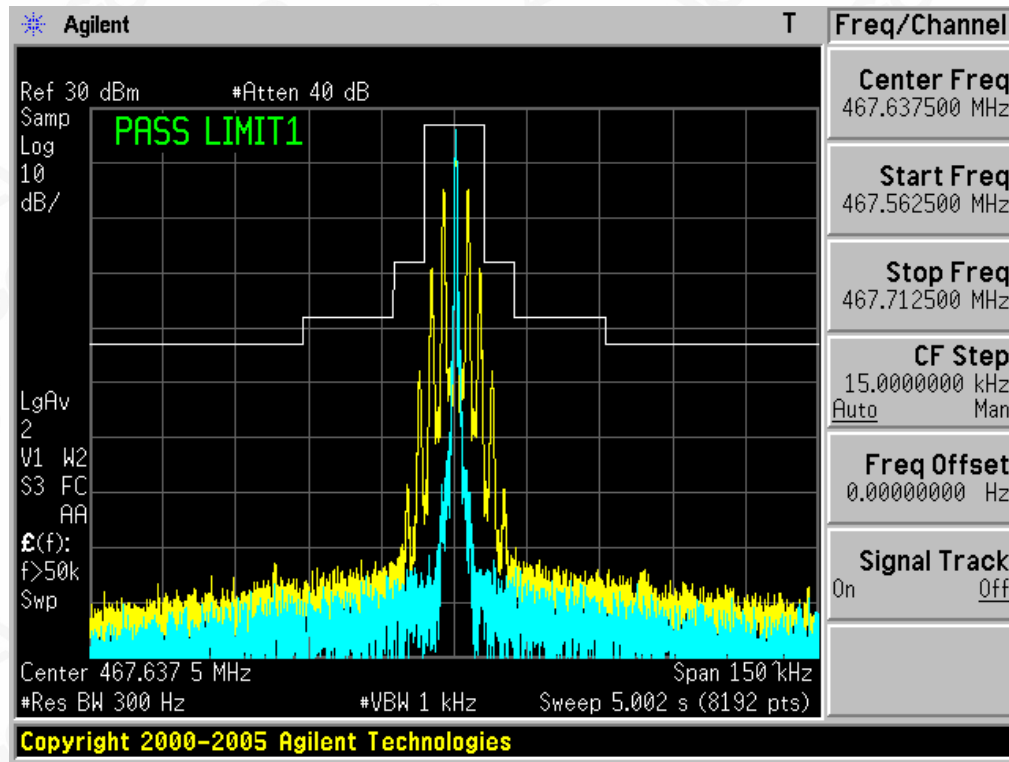 Agilent T
Freq/Channel
Ref 30 dBm #Atten 40 dB
Samp
Log
10
dB/
PASS LIMIT1
LgAv
2
V1 W2
S3 FC
AA
£(f):
f>50k
Swp
Center 467.637 5 MHz Span 150 kHz
#Res BW 300 Hz #VBW 1 kHz Sweep 5.002 s (8192 pts)
Copyright 2000-2005 Agilent Technologies
Center Freq
467.637500 MHz
Start Freq
467.562500 MHz
Stop Freq
467.712500 MHz
CF Step
15.0000000 kHz
Auto Man
Freq Offset
0.00000000 Hz
Signal Track
On Off